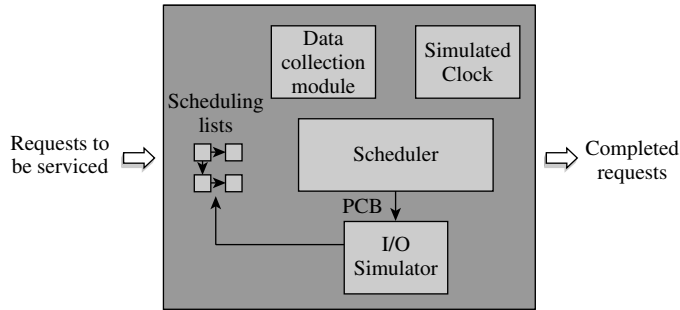 Data
collection
module
Simulated
Clock
Scheduling
lists
Requests to
be serviced
Scheduler
Completed
requests
PCB
I/O
Simulator